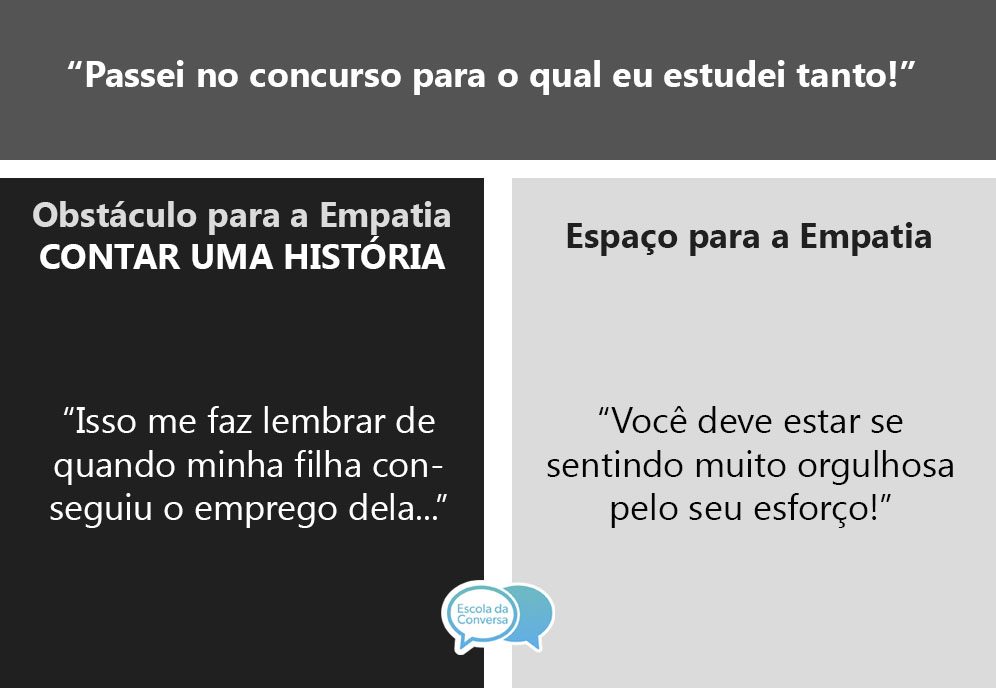 “Passei no concurso para o qual eu estudei tanto!”
Obstáculo para a Empatia
CONTAR UMA HISTÓRIA
“Isso me faz lembrar de
quando minha filha con-
seguiu o emprego dela...”
Espaço para a Empatia
“Você deve estar se
sentindo muito orgulhosa
pelo seu esforço!”
Escola da
Conversa